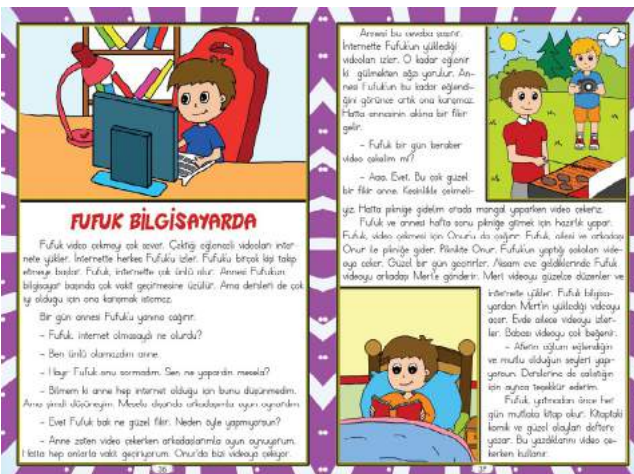 FUFUK BİLGİSAYARDA
Fufuk video çekmeyi çok sever. Çektiği eğlenceli videoları inter-
nete yükler. İnternette herkes Fufuk'u izler. Fufuk'u birçok kişi takip
etmeye başlar. Fufuk, internette çok ünlü olur. Annesi Fufuk'un
bilgisayar başında çok vakit geçirmesine üzülür. Ama dersleri de çok
iyi olduğu için ona karışmak istemez.
Bir gün annesi Fufuk'u yanına çağırır.
- Fufuk, internet olmasaydı ne olurdu?
- Ben ünlü olamazdım anne.
- Hayır Fufuk onu sormadım. Sen ne yapardın mesela?
- Bilmem ki anne hep internet olduğu için bunu düşünmedim.
Ama şimdi düşüneyim. Mesela dışarıda arkadaşımla oyun oynardım.
- Evet Fufuk bak ne güzel fikir. Neden öyle yapmıyorsun?
- Anne zaten video çekerken arkadaşlarımla oyun oynuyorum.
Hatta hep onlarla vakit geçiriyorum. Onur'da bizi videoya çekiyor.
36
Annesi bu cevaba şaşırır.
İnternette Fufuk'un yüklediği
videoları izler. O kadar eğlenir
ki gülmekten ağzı yorulur. An-
nesi Fufuk'un bu kadar eğlendi-
ğini görünce artık ona karışmaz.
Hatta annesinin aklına bir fikir
gelir.
- Fufuk bir gün beraber
video çekelim mi?
- Aaa, Evet. Bu çok güzel
bir fikir anne. Kesinlikle çekmeli-
yiz. Hatta pikniğe gidelim orada mangal yaparken video çekeriz.
Fufuk ve annesi hafta sonu pikniğe gitmek için hazırlık yapar.
Fufuk, video çekmesi için Onur'u da çağırır. Fufuk, ailesi ve arkadaşı
Onur ile pikniğe gider. Piknikte Onur, Fufuk'un yaptığı şakaları vide-
oya çeker. Güzel bir gün geçirirler. Akşam eve geldiklerinde Fufuk
videoyu arkadaşı Mert'e gönderir. Mert videoyu güzelce düzenler ve
internete yükler. Fufuk bilgisa-
yardan Mert'in yüklediği videoyu
açar. Evde ailece videoyu izler-
ler. Babası videoyu çok beğenir.
- Aferin oğlum eğlendiğin
ve mutlu olduğun şeyleri yapı-
yorsun. Derslerine de çalıştığın
için ayrıca teşekkür ederim.
Fufuk, yatmadan önce her
gün mutlaka kitap okur. Kitaptaki
komik ve güzel olayları deftere
yazar. Bu yazdıklarını video çe-
kerken kullanır.
37